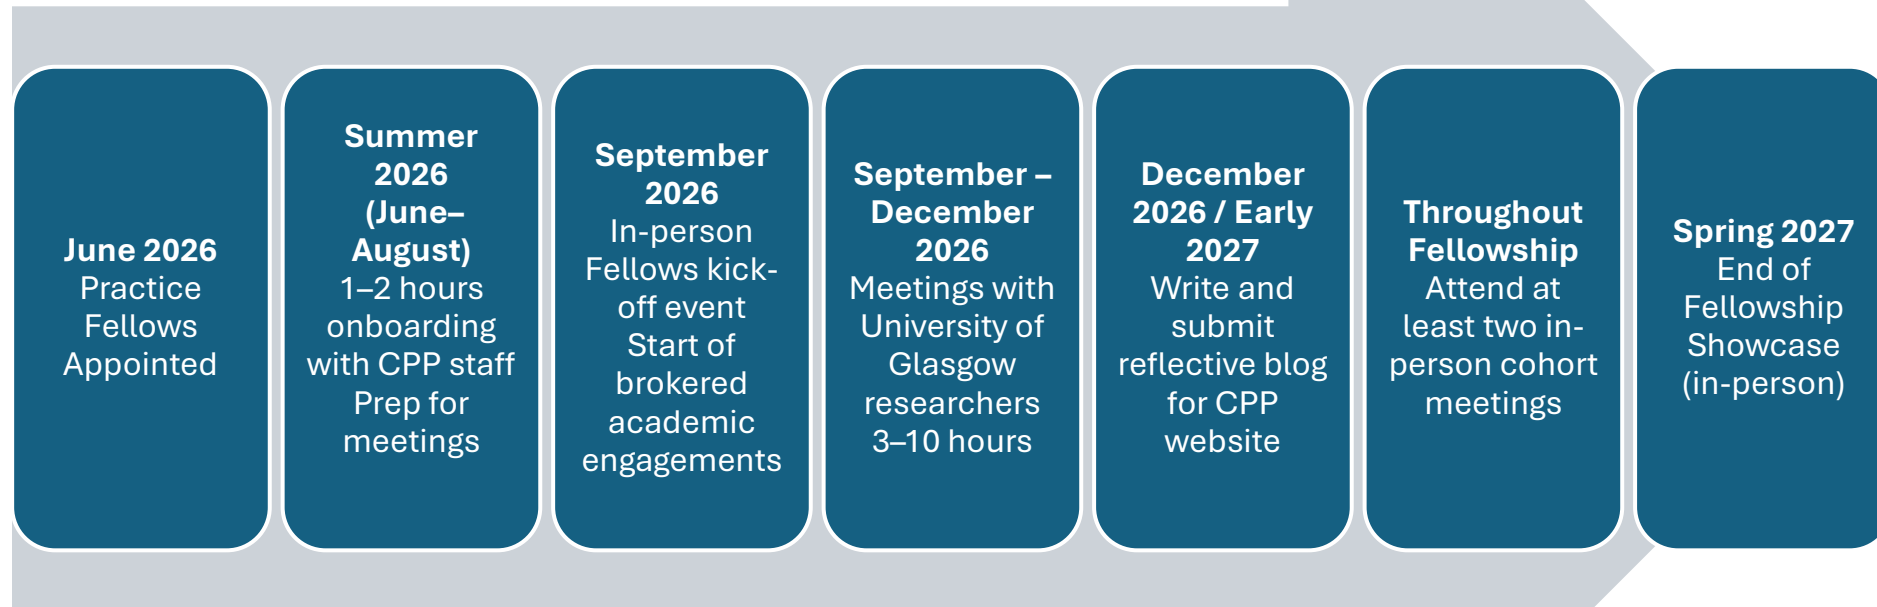 June 2026
Practice
Fellows
Appointed
Summer
2026
(June–
August)
1–2 hours
onboarding
with CPP staff
Prep for
meetings
September
2026
In-person
Fellows kick-
off event
Start of
brokered
academic
engagements
September –
December
2026
Meetings with
University of
Glasgow
researchers
3–10 hours
December
2026 / Early
2027
Write and
submit
reflective blog
for CPP
website
Throughout
Fellowship
Attend at
least two in-
person cohort
meetings
Spring 2027
End of
Fellowship
Showcase
(in-person)